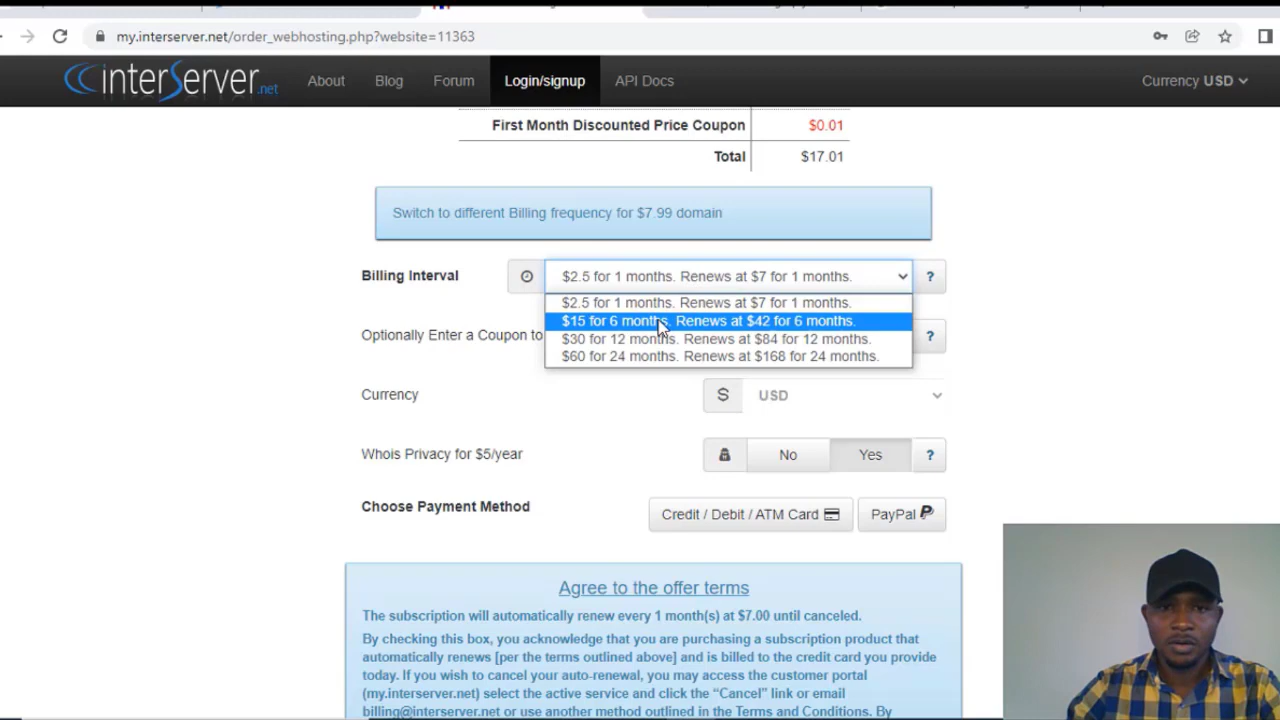 my.interserver.net/order_webhosting.php?website=11363
interServer.net About Blog Forum Login/signup API Docs Currency USD
First Month Discounted Price Coupon $0.01
Total $17.01
Switch to different Billing frequency for $7.99 domain
Billing Interval $2.5 for 1 months. Renews at $7 for 1 months. ?
$2.5 for 1 months. Renews at $7 for 1 months.
$15 for 6 months. Renews at $42 for 6 months.
Optionally Enter a Coupon to ?
$30 for 12 months. Renews at $84 for 12 months.
$60 for 24 months. Renews at $168 for 24 months.
Currency $ USD
Whois Privacy for $5/year No Yes ?
Choose Payment Method Credit / Debit / ATM Card PayPal
Agree to the offer terms
The subscription will automatically renew every 1 month(s) at $7.00 until canceled.
By checking this box, you acknowledge that you are purchasing a subscription product that
automatically renews [per the terms outlined above] and is billed to the credit card you provide
today. If you wish to cancel your auto-renewal, you may access the customer portal
(my.interserver.net) select the active service and click the “Cancel” link or email
billing@interserver.net or use another method outlined in the Terms and Conditions. By